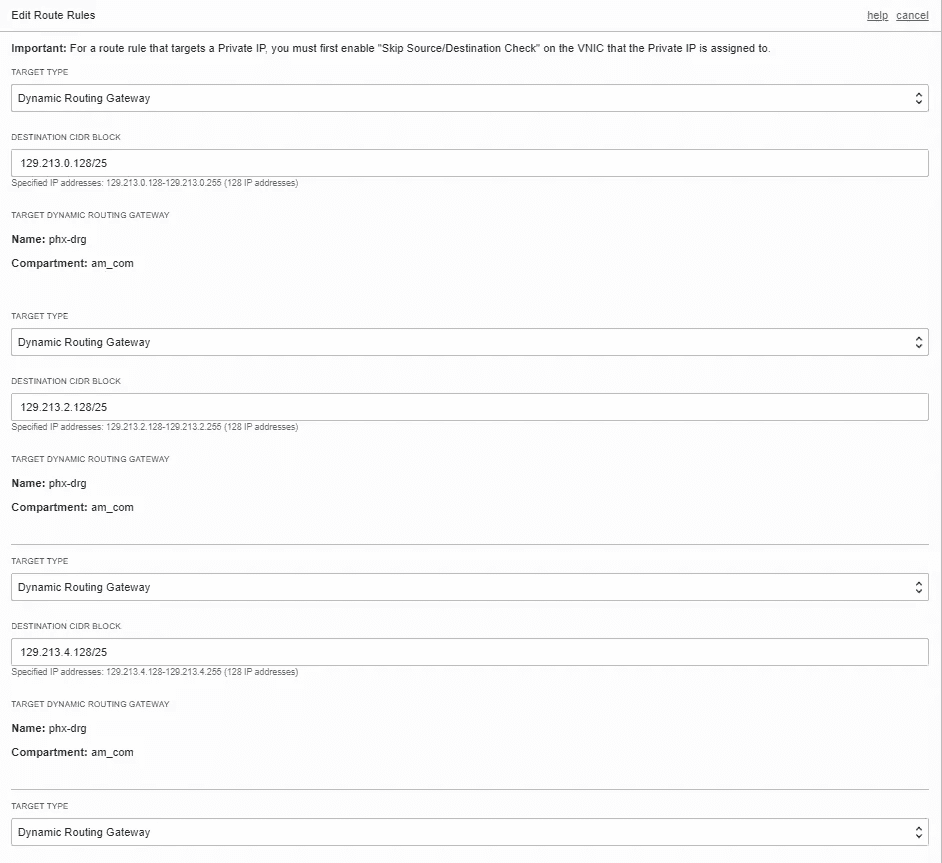 Edit Route Rules help cancel
Important: For a route rule that targets a Private IP, you must first enable "Skip Source/Destination Check" on the VNIC that the Private IP is assigned to.
TARGET TYPE
Dynamic Routing Gateway
DESTINATION CIDR BLOCK
129.213.0.128/25
Specified IP addresses: 129.213.0.128-129.213.0.255 (128 IP addresses)
TARGET DYNAMIC ROUTING GATEWAY
Name: phx-drg
Compartment: am_com
TARGET TYPE
Dynamic Routing Gateway
DESTINATION CIDR BLOCK
129.213.2.128/25
Specified IP addresses: 129.213.2.128-129.213.2.255 (128 IP addresses)
TARGET DYNAMIC ROUTING GATEWAY
Name: phx-drg
Compartment: am_com
TARGET TYPE
Dynamic Routing Gateway
DESTINATION CIDR BLOCK
129.213.4.128/25
Specified IP addresses: 129.213.4.128-129.213.4.255 (128 IP addresses)
TARGET DYNAMIC ROUTING GATEWAY
Name: phx-drg
Compartment: am_com
TARGET TYPE
Dynamic Routing Gateway